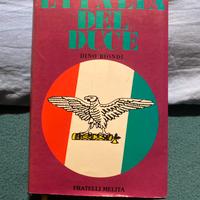 L'ITALIA
DEL
DUCE
DINO BIONDI
FRATELLI MELITA